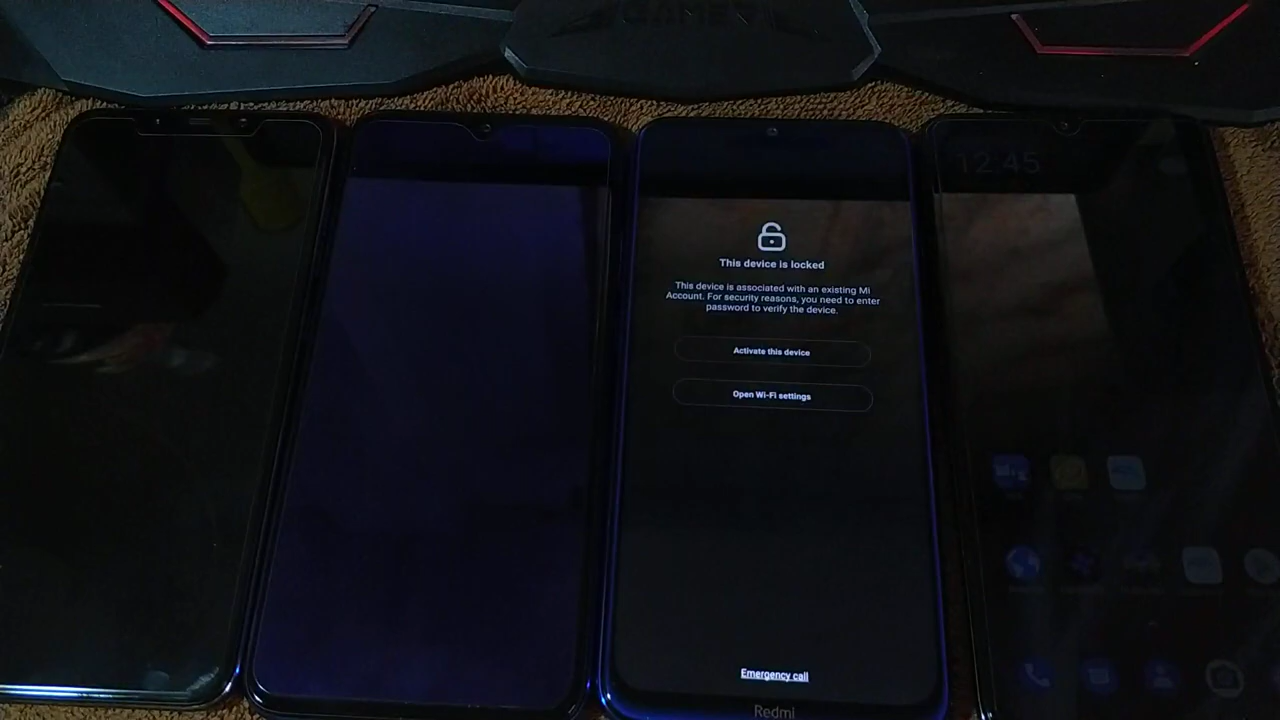 12:45
This device is locked
This device is associated with an existing Mi
Account. For security reasons, you need to enter
password to verify the device.
Activate this device
Open Wi-Fi settings
Emergency call
Redmi